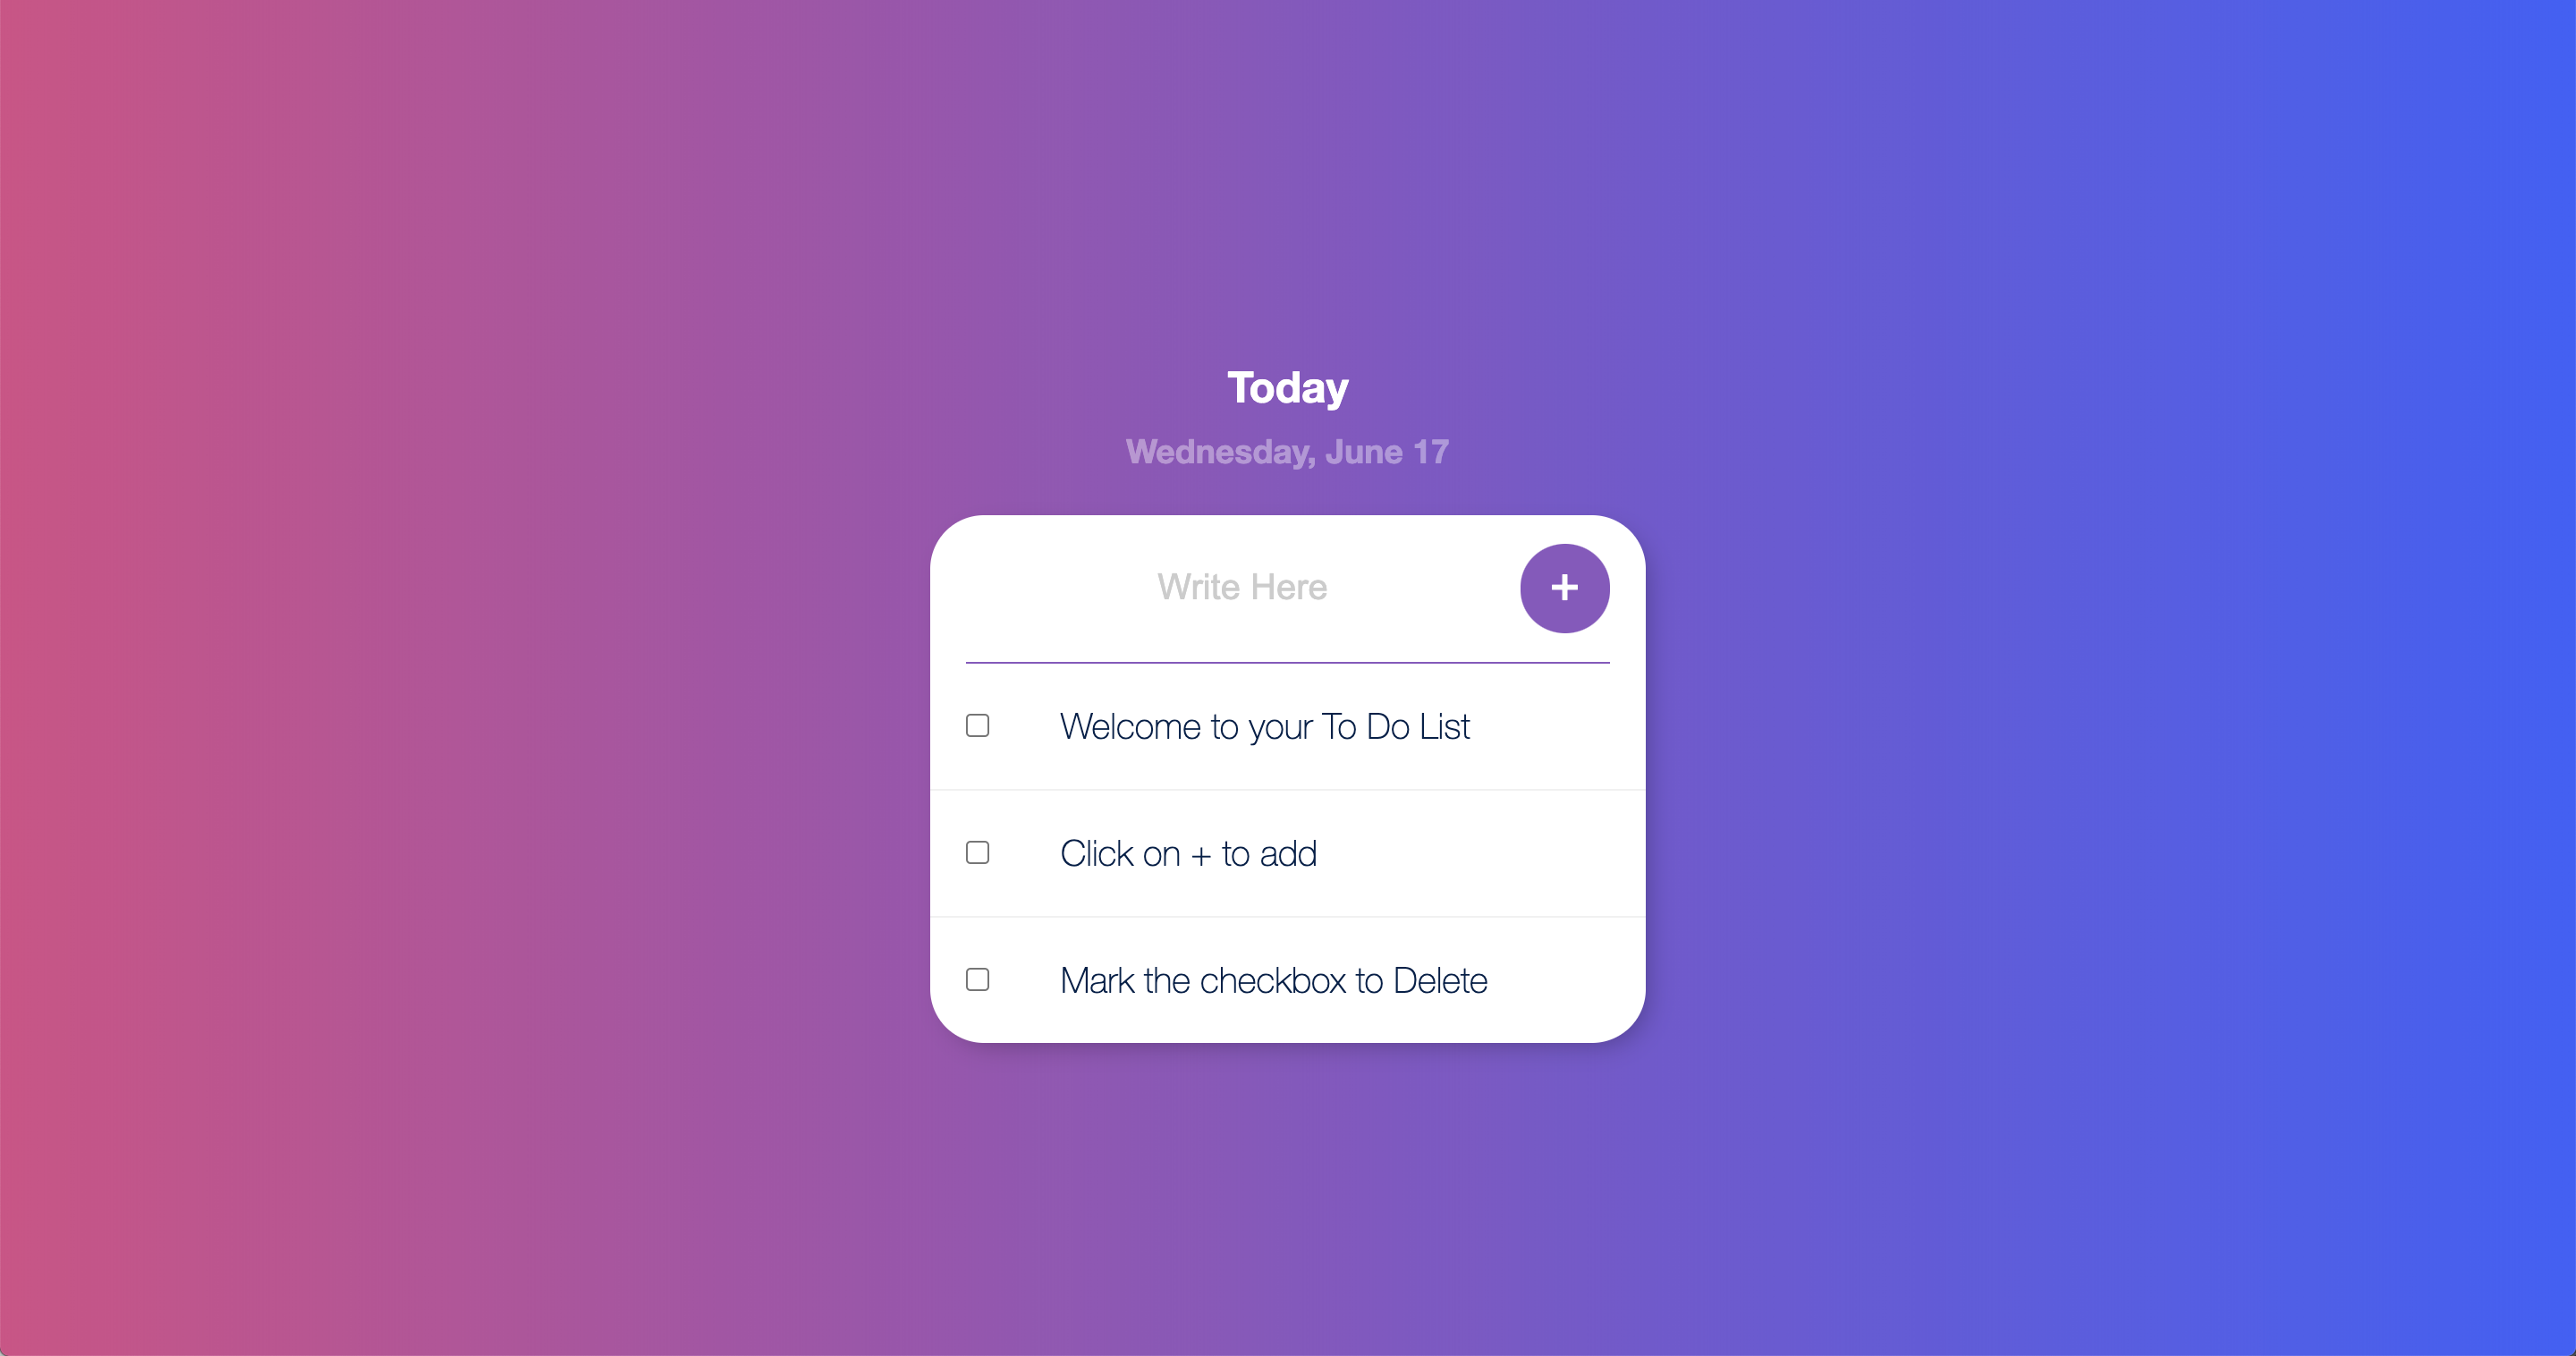 Today
Wednesday, June 17
Write Here
+
Welcome to your To Do List
Click on + to add
Mark the checkbox to Delete